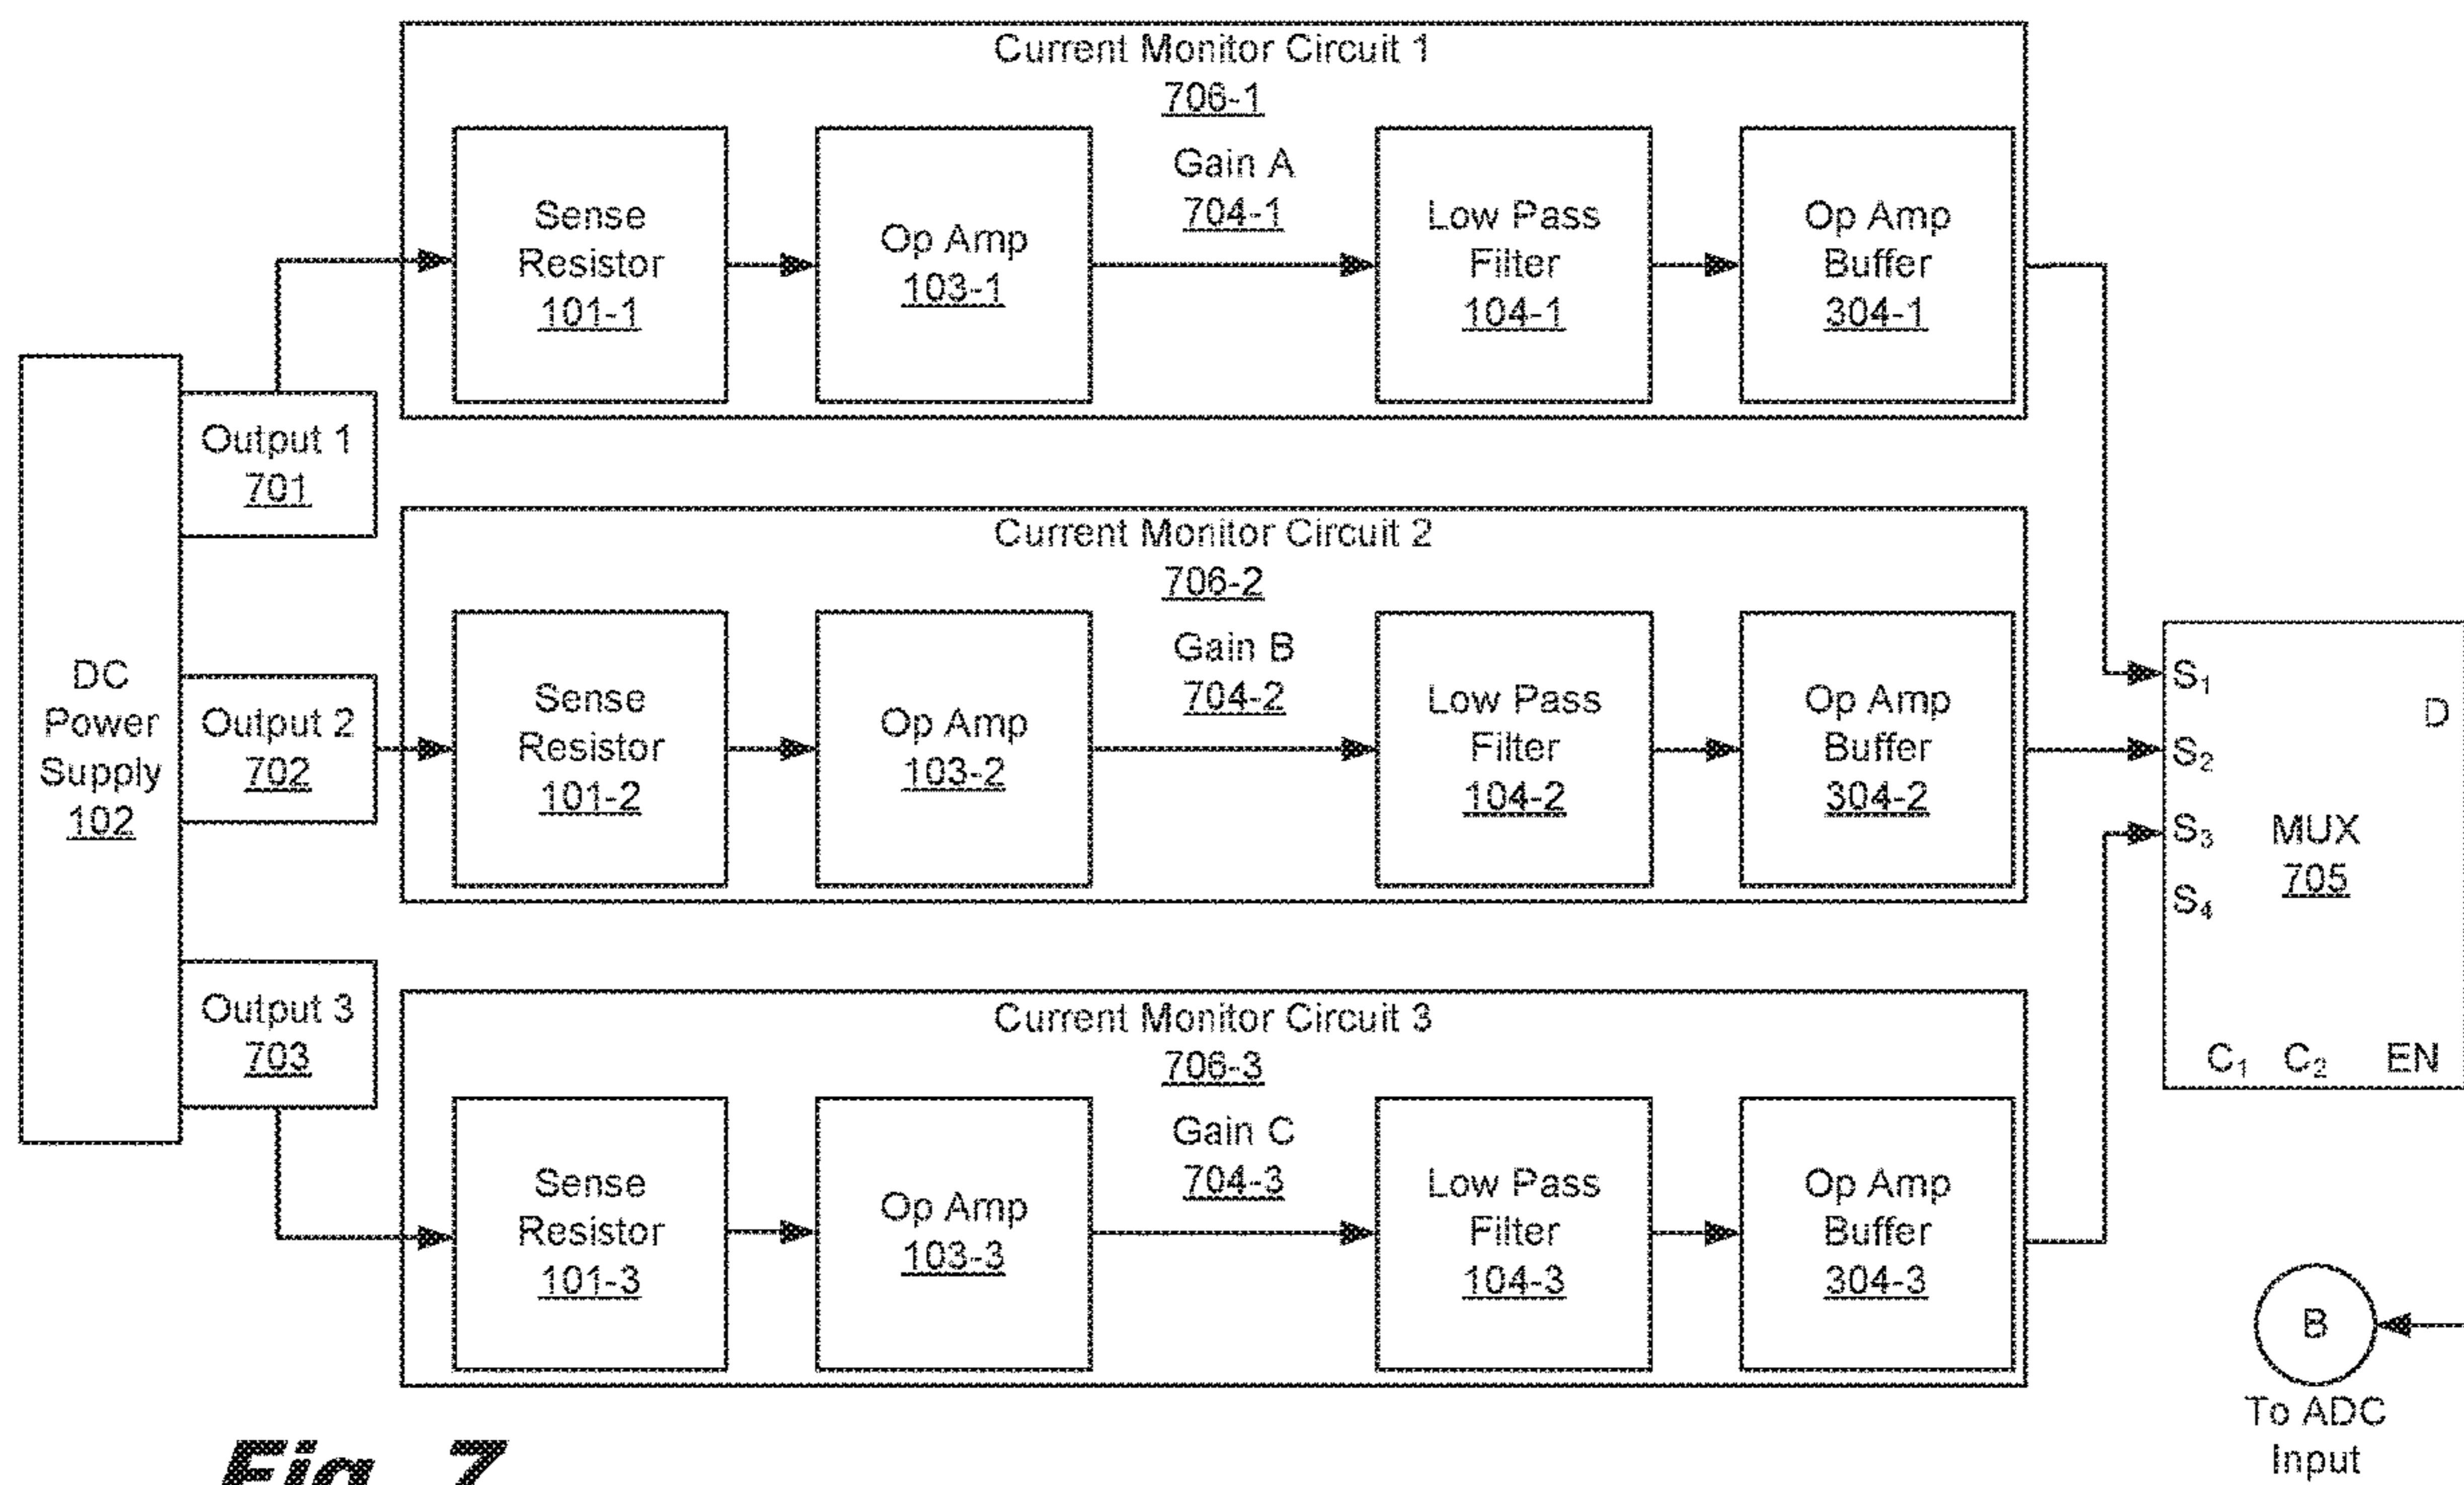 Current Monitor Circuit 1
706-1
Sense
Resistor
101-1
Op Amp
103-1
Gain A
704-1
Low Pass
Filter
104-1
Op Amp
Buffer
304-1
DC
Power
Supply
102
Output 1
701
Output 2
702
Output 3
703
Current Monitor Circuit 2
706-2
Sense
Resistor
101-2
Op Amp
103-2
Gain B
704-2
Low Pass
Filter
104-2
Op Amp
Buffer
304-2
Current Monitor Circuit 3
706-3
Sense
Resistor
101-3
Op Amp
103-3
Gain C
704-3
Low Pass
Filter
104-3
Op Amp
Buffer
304-3
S₁
D
S₂
S₃
MUX
705
S₄
C₁ C₂ EN
B
To ADC
Input
Fig. 7